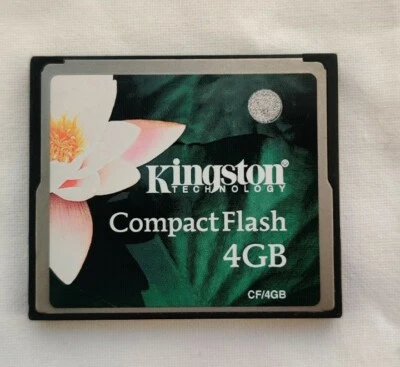 Kingston®
TECHNOLOGY
CompactFlash
4GB
CF/4GB